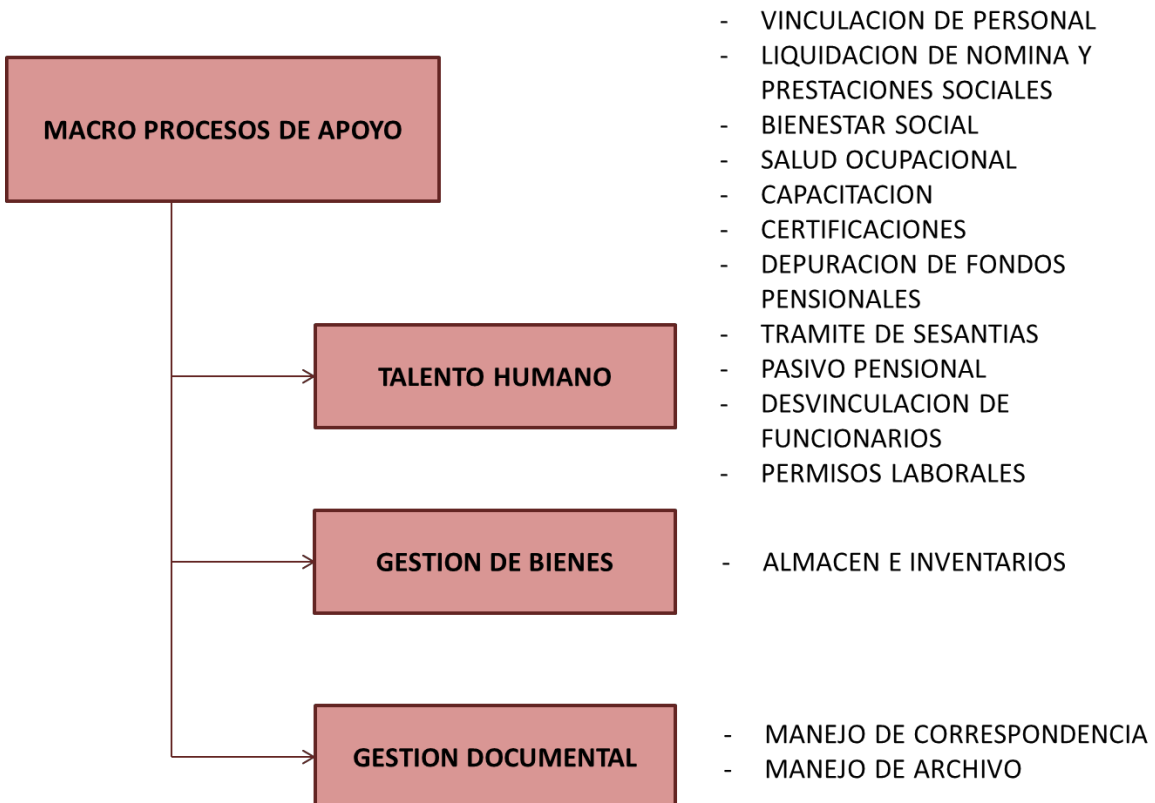 MACRO PROCESOS DE APOYO
- VINCULACION DE PERSONAL
- LIQUIDACION DE NOMINA Y
PRESTACIONES SOCIALES
- BIENESTAR SOCIAL
- SALUD OCUPACIONAL
- CAPACITACION
- CERTIFICACIONES
- DEPURACION DE FONDOS
PENSIONALES
- TRAMITE DE SESANTIAS
- PASIVO PENSIONAL
- DESVINCULACION DE
FUNCIONARIOS
- PERMISOS LABORALES
TALENTO HUMANO
GESTION DE BIENES
- ALMACEN E INVENTARIOS
GESTION DOCUMENTAL
- MANEJO DE CORRESPONDENCIA
- MANEJO DE ARCHIVO